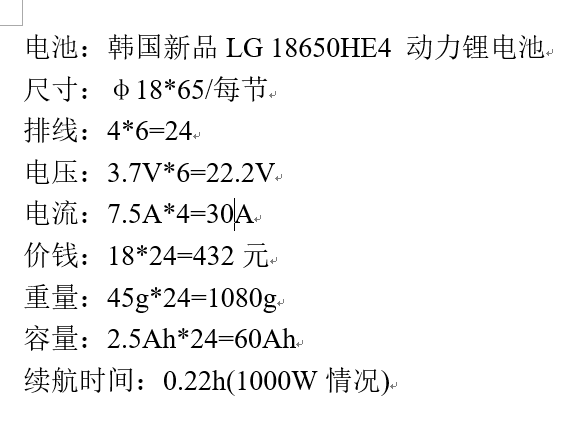 电池：韩国新品 LG 18650HE4 动力锂电池
尺寸： φ18*65/每节
排线：4*6=24
电压：3.7V*6=22.2V
电流：7.5A*4=30A
价钱：18*24=432 元
重量：45g*24=1080g
容量：2.5Ah*24=60Ah
续航时间：0.22h(1000W 情况)